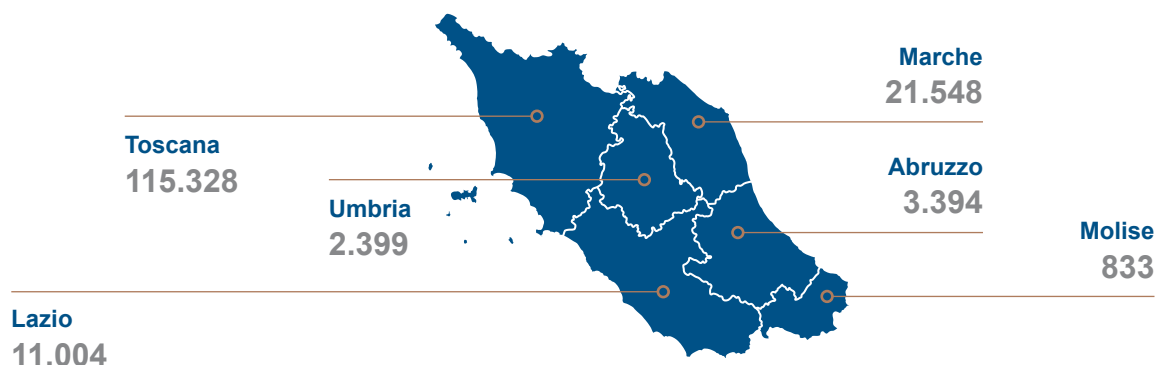 Marche
21.548
Toscana
115.328
Abruzzo
3.394
Umbria
2.399
Molise
833
Lazio
11.004